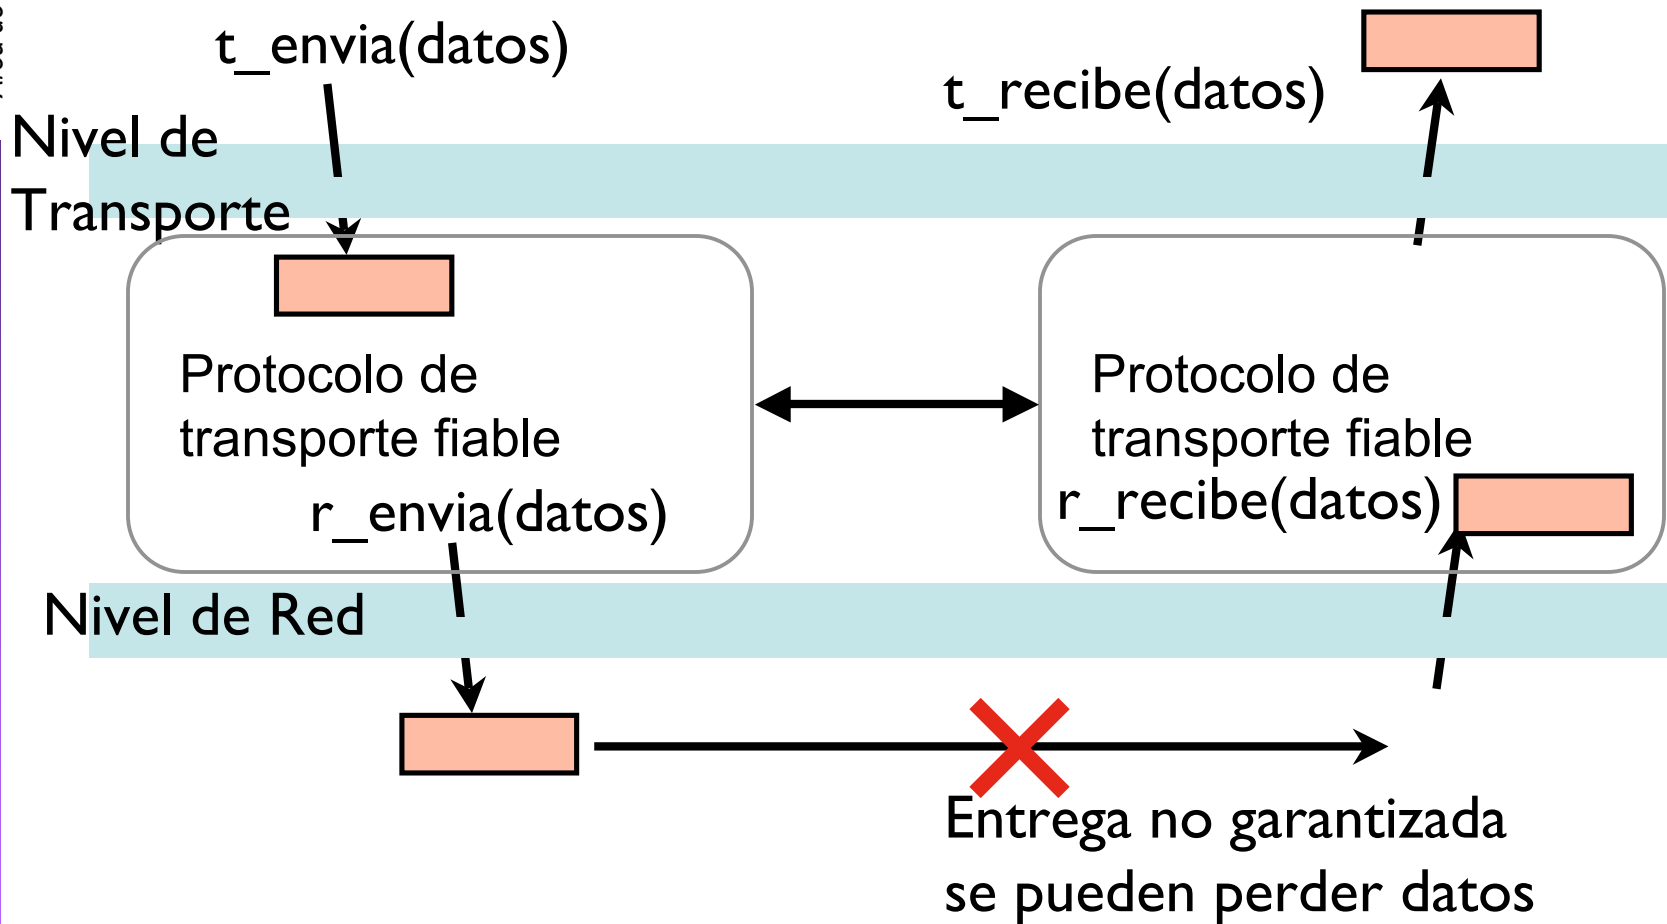 t_envia(datos)
t_recibe(datos)
Nivel de
Transporte
Protocolo de
transporte fiable
r_envia(datos)
Protocolo de
transporte fiable
r_recibe(datos)
Nivel de Red
Entrega no garantizada
se pueden perder datos